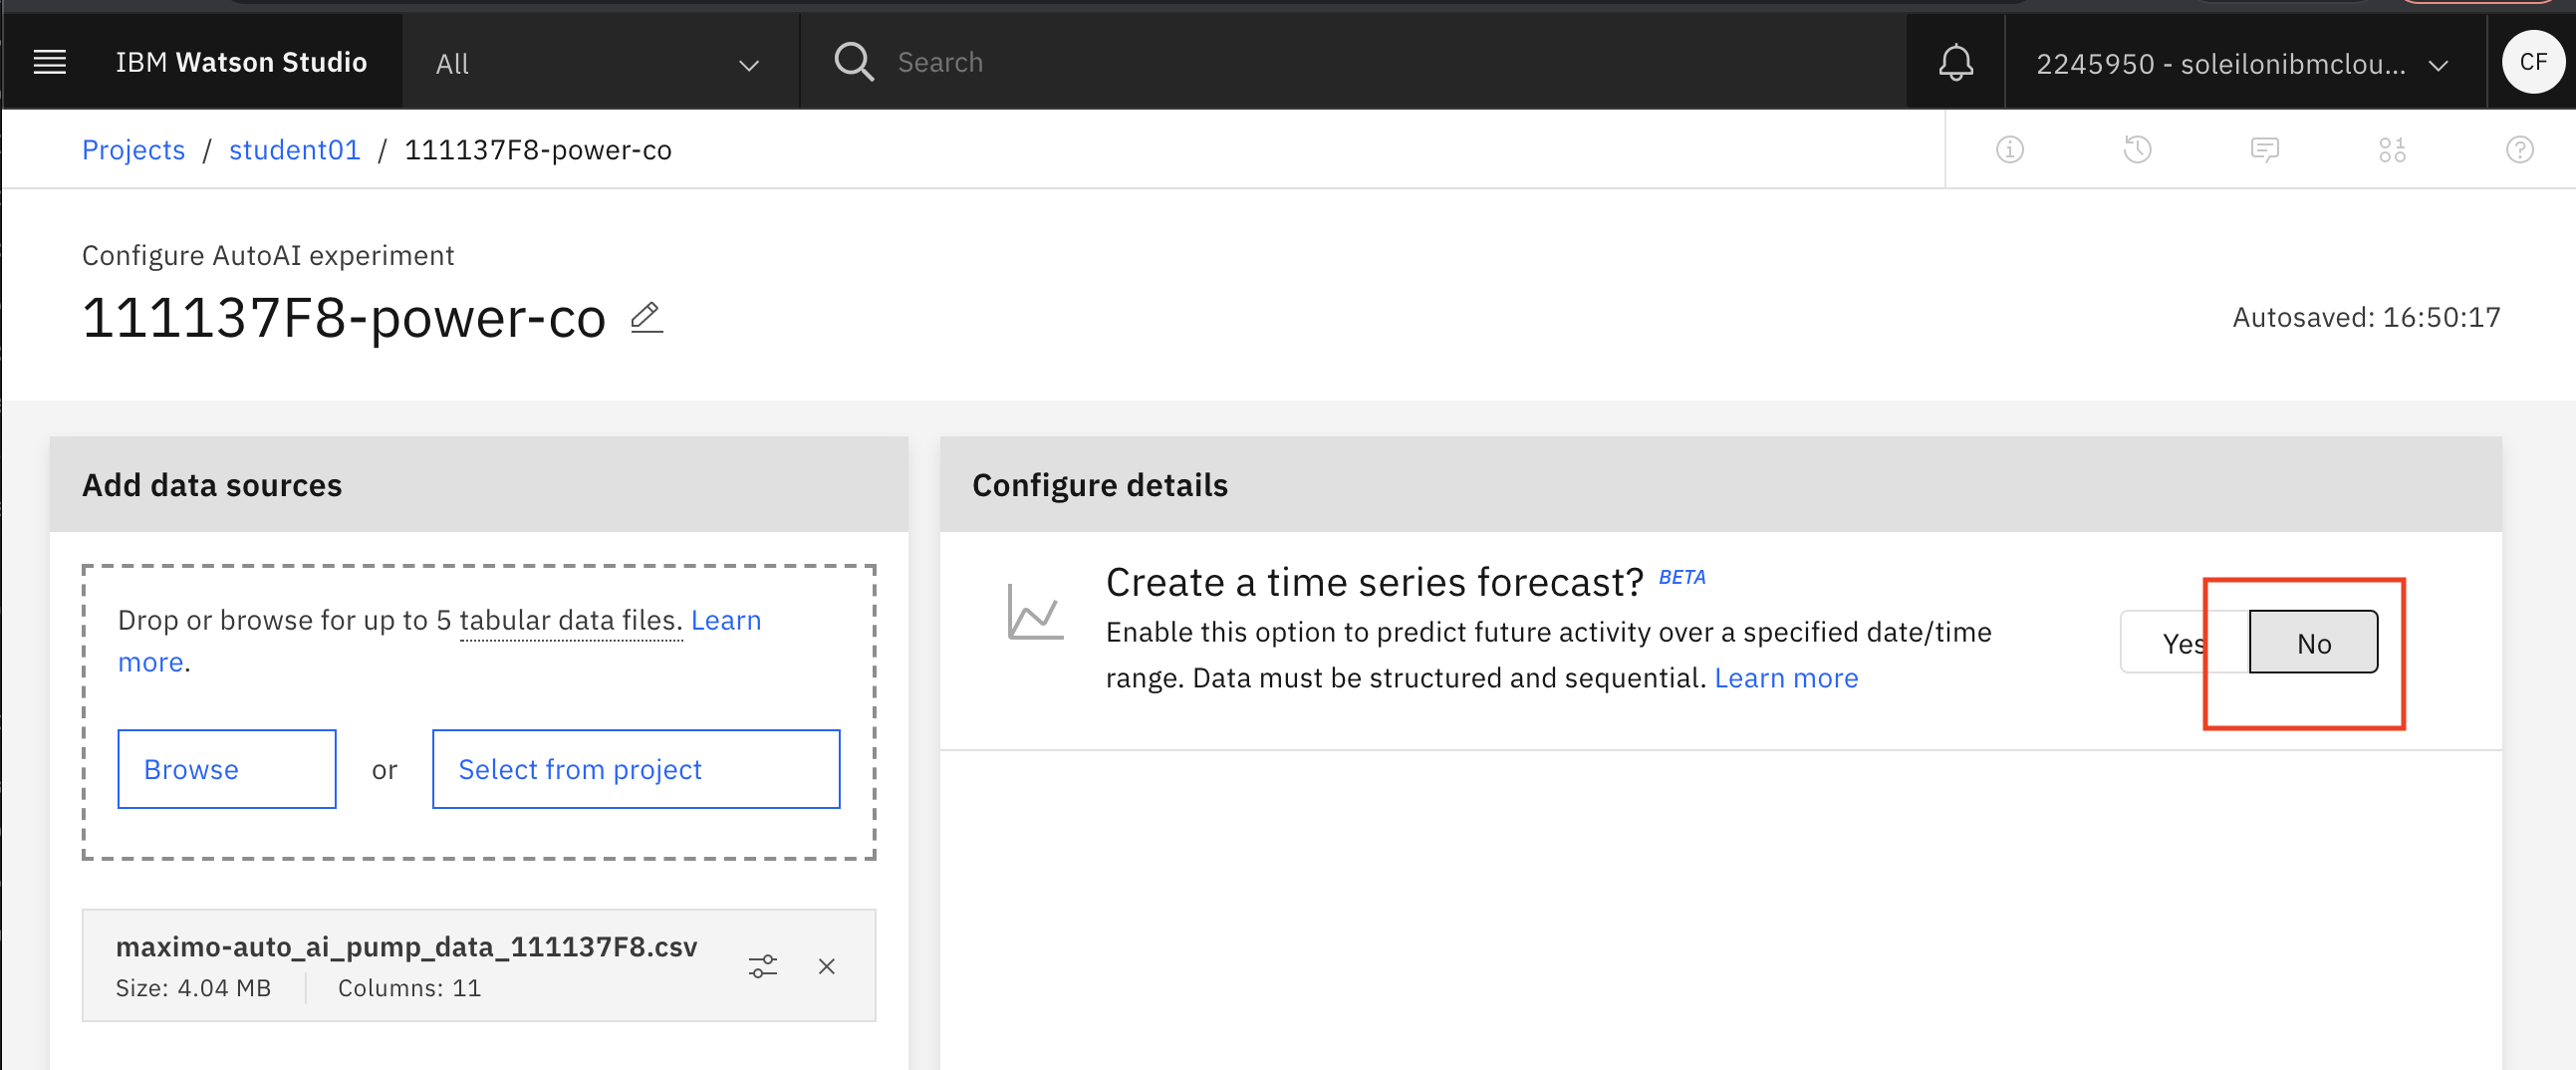 IBM Watson Studio
All
Search
2245950 - soleilonibmclou...
CF
Projects / student01 / 111137F8-power-co
Configure AutoAI experiment
111137F8-power-co
Autosaved: 16:50:17
Add data sources
Drop or browse for up to 5 tabular data files. Learn
more.
Browse or Select from project
maximo-auto_ai_pump_data_111137F8.csv
Size: 4.04 MB Columns: 11
Configure details
Create a time series forecast? BETA
Enable this option to predict future activity over a specified date/time
range. Data must be structured and sequential. Learn more
Yes No